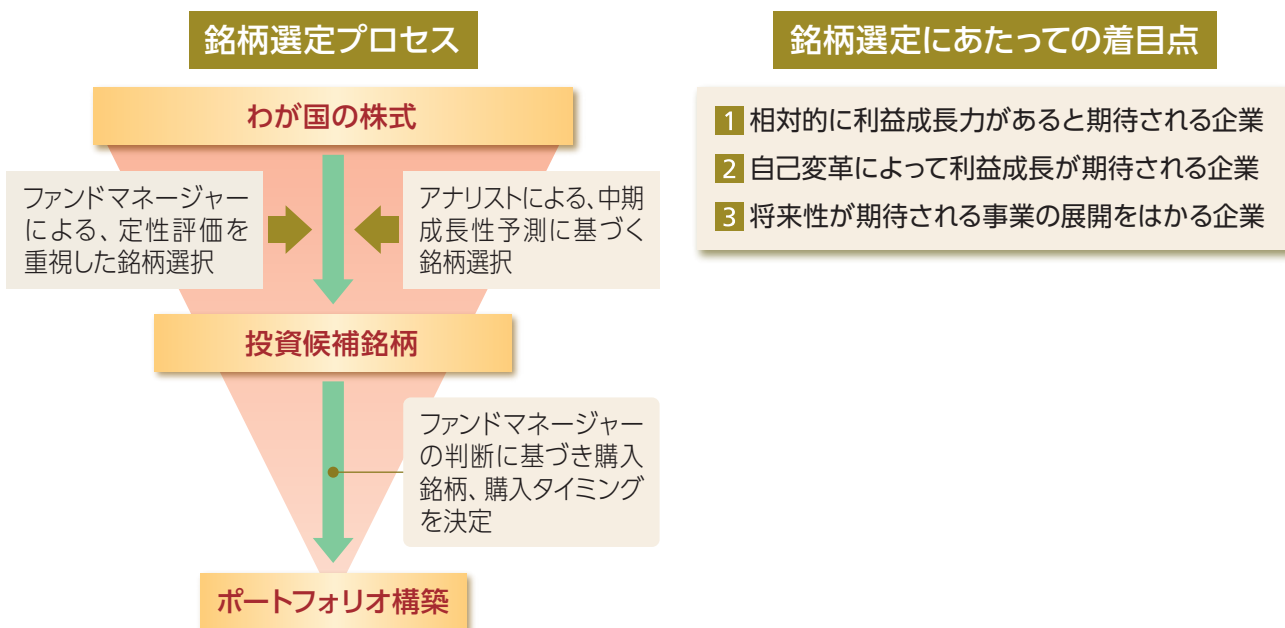 銘柄選定プロセス
わが国の株式
ファンドマネージャー
による、定性評価を
重視した銘柄選択
アナリストによる、中期
成長性予測に基づく
銘柄選択
投資候補銘柄
ファンドマネージャー
の判断に基づき購入
銘柄、購入タイミング
を決定
ポートフォリオ構築
銘柄選定にあたっての着目点
1 相対的に利益成長力があると期待される企業
2 自己変革によって利益成長が期待される企業
3 将来性が期待される事業の展開をはかる企業